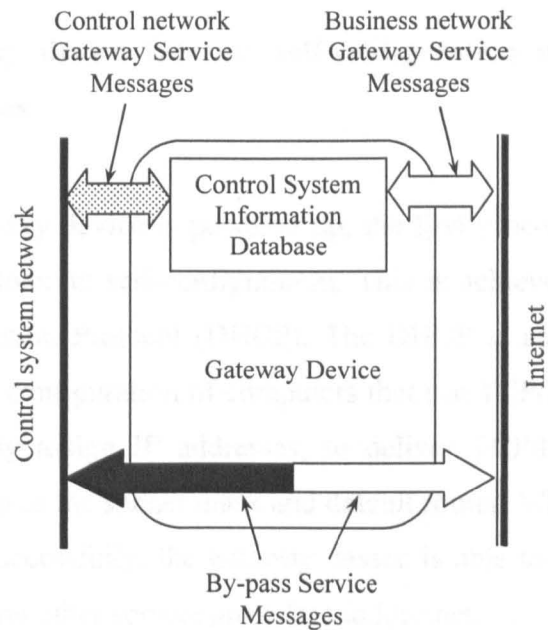 Control network
Gateway Service
Messages
Business network
Gateway Service
Messages
Control System
Information
Database
Control system network
Internet
Gateway Device
By-pass Service
Messages